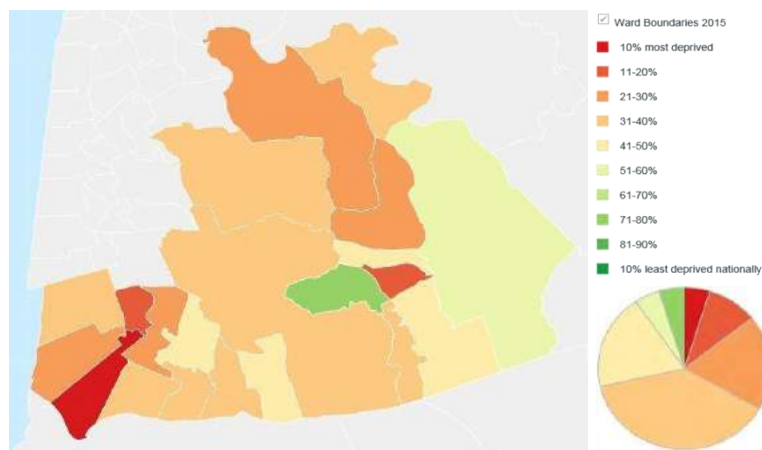 Ward Boundaries 2015
10% most deprived
11-20%
21-30%
31-40%
41-50%
51-60%
61-70%
71-80%
81-90%
10% least deprived nationally